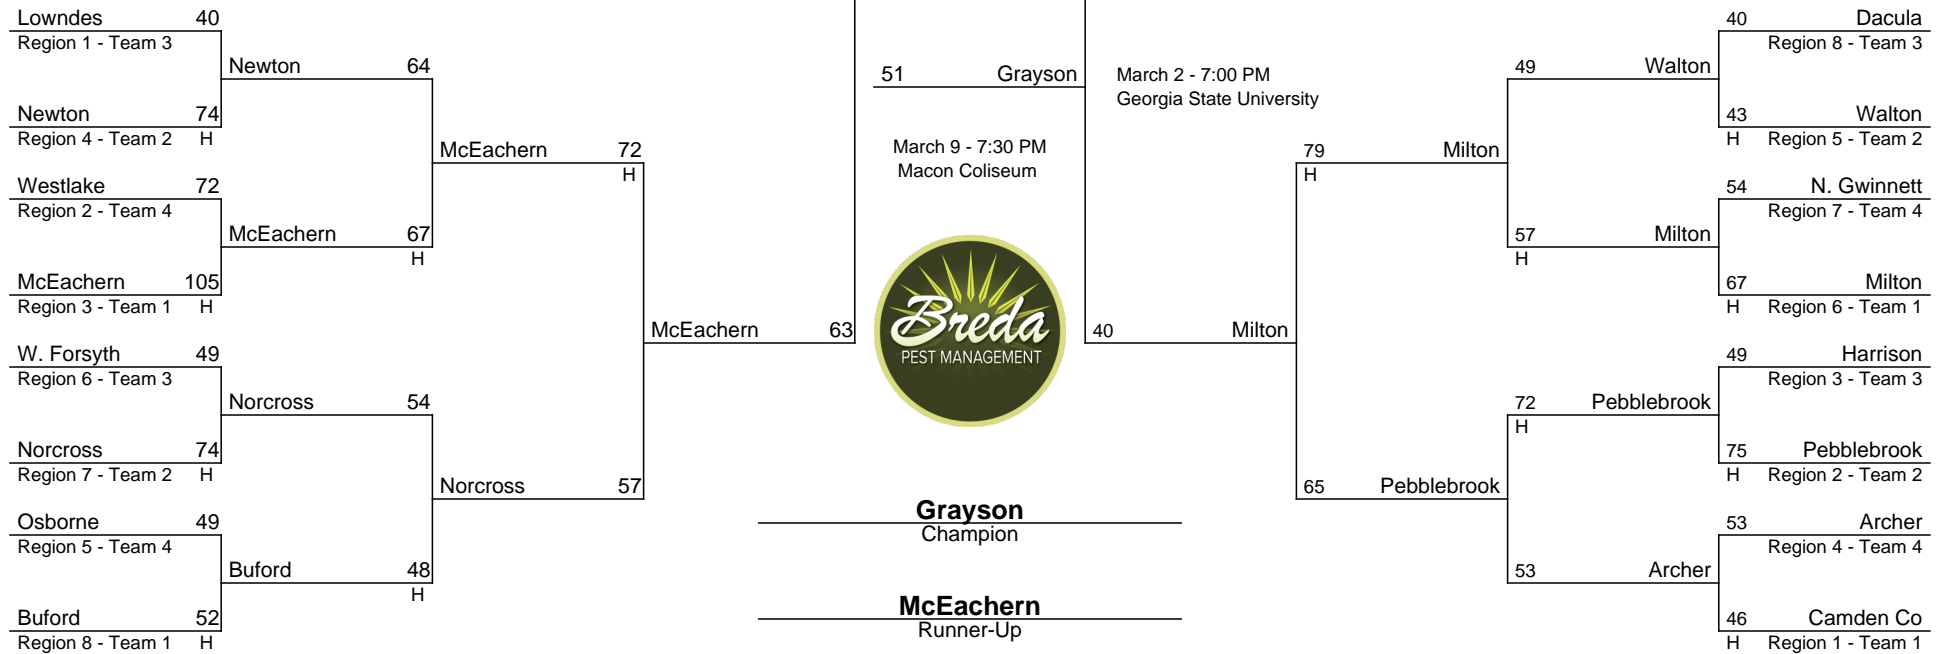 Lowndes 40
Region 1 - Team 3
Newton 64
Newton 74
Region 4 - Team 2 H
McEachern 72
H
Westlake 72
Region 2 - Team 4
McEachern 67
H
McEachern 105
Region 3 - Team 1 H
McEachern 63
W. Forsyth 49
Region 6 - Team 3
Norcross 54
Norcross 74
Region 7 - Team 2 H
Norcross 57
Osborne 49
Region 5 - Team 4
Buford 48
H
Buford 52
Region 8 - Team 1 H
51 Grayson
March 9 - 7:30 PM
Macon Coliseum
Breda
PEST MANAGEMENT
Grayson
Champion
McEachern
Runner-Up
March 2 - 7:00 PM
Georgia State University
40 Milton
79 Milton
H
65 Pebblebrook
49 Walton
57 Milton
H
72 Pebblebrook
H
53 Archer
40 Dacula
Region 8 - Team 3
43 Walton
H Region 5 - Team 2
54 N. Gwinnett
Region 7 - Team 4
67 Milton
H Region 6 - Team 1
49 Harrison
Region 3 - Team 3
75 Pebblebrook
H Region 2 - Team 2
53 Archer
Region 4 - Team 4
46 Camden Co
H Region 1 - Team 1